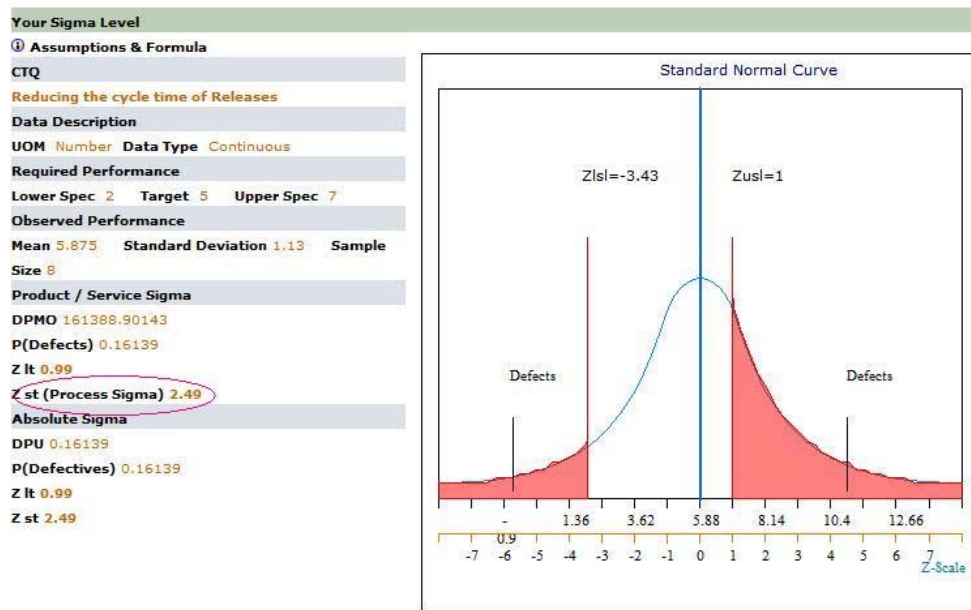 Your Sigma Level
Assumptions & Formula
CTQ
Reducing the cycle time of Releases
Data Description
UOM Number Data Type Continuous
Required Performance
Lower Spec 2 Target 5 Upper Spec 7
Observed Performance
Mean 5.875 Standard Deviation 1.13 Sample
Size 8
Product / Service Sigma
DPMO 161388.90143
P(Defects) 0.16139
Z lt 0.99
Z st (Process Sigma) 2.49
Absolute Sigma
DPU 0.16139
P(Defectives) 0.16139
Z lt 0.99
Z st 2.49
Standard Normal Curve
Zlsl=-3.43 Zusl=1
Defects Defects
- 1.36 3.62 5.88 8.14 10.4 12.66
0.9
-7 -6 -5 -4 -3 -2 -1 0 1 2 3 4 5 6 7
Z-Scale